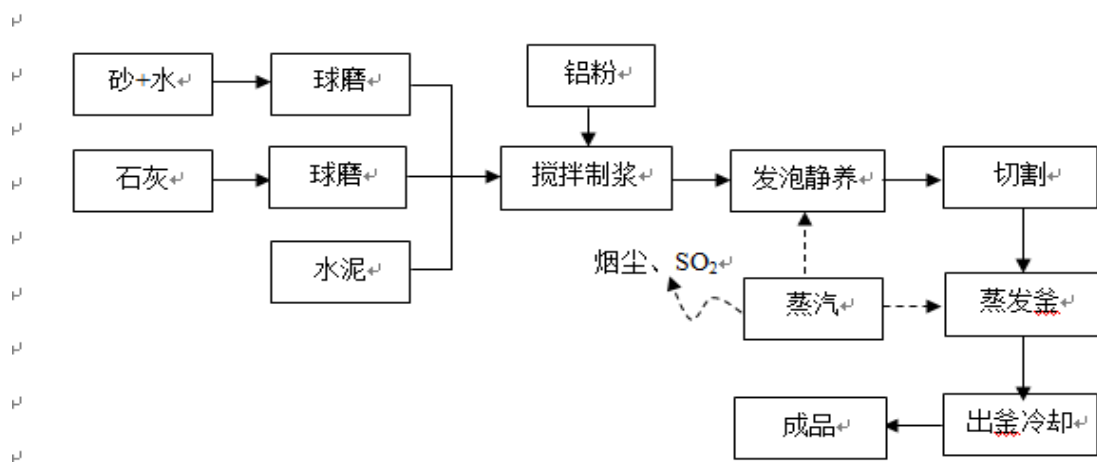 砂+水
球磨
铝粉
石灰
球磨
搅拌制浆
发泡静养
切割
水泥
烟尘、SO₂
蒸汽
蒸发釜
成品
出釜冷却